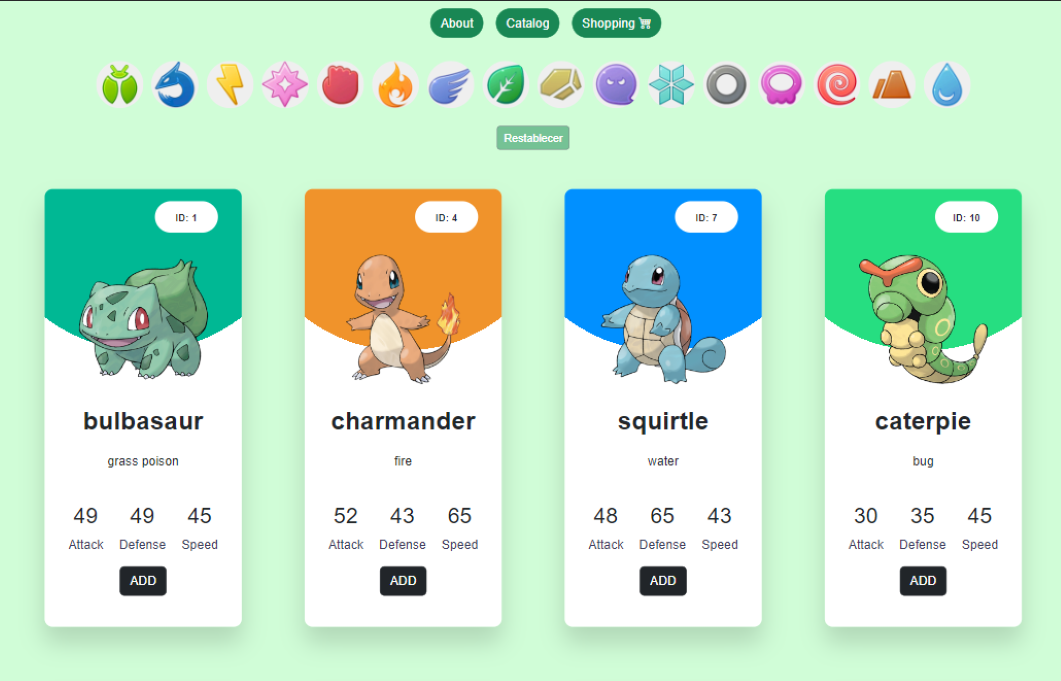 About Catalog Shopping
Restablecer
ID: 1
bulbasaur
grass poison
49 49 45
Attack Defense Speed
ADD
ID: 4
charmander
fire
52 43 65
Attack Defense Speed
ADD
ID: 7
squirtle
water
48 65 43
Attack Defense Speed
ADD
ID: 10
caterpie
bug
30 35 45
Attack Defense Speed
ADD